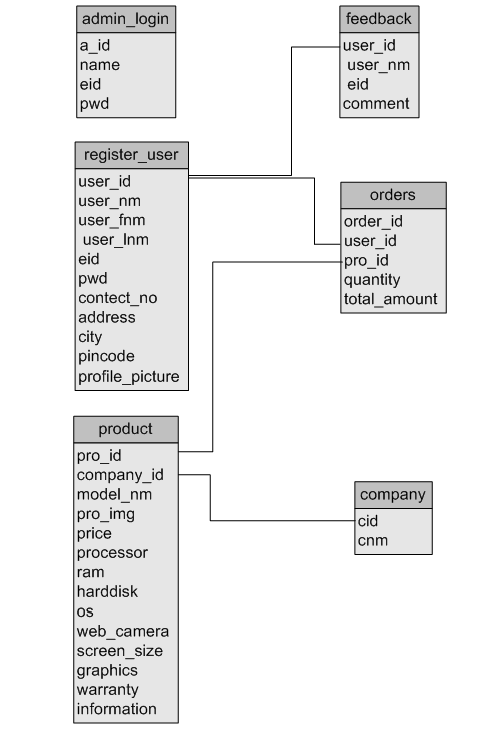 admin_login
a_id
name
eid
pwd
feedback
user_id
user_nm
eid
comment
register_user
user_id
user_nm
user_fnm
user_lnm
eid
pwd
contect_no
address
city
pincode
profile_picture
orders
order_id
user_id
pro_id
quantity
total_amount
product
pro_id
company_id
model_nm
pro_img
price
processor
ram
harddisk
os
web_camera
screen_size
graphics
warranty
information
company
cid
cnm